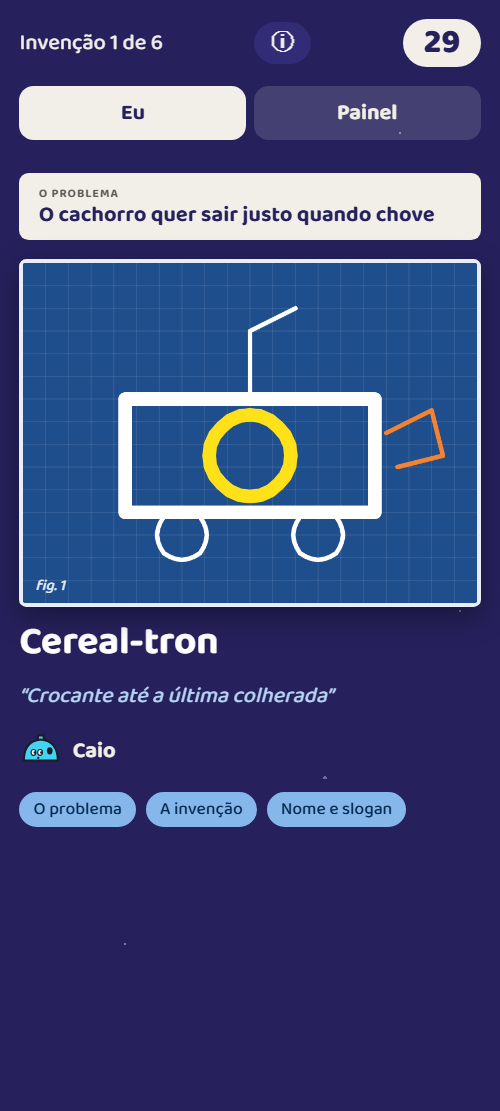 Invenção 1 de 6
29
Eu
Painel
O PROBLEMA
O cachorro quer sair justo quando chove
fig. 1
Cereal-tron
“Crocante até a última colherada”
Caio
O problema
A invenção
Nome e slogan